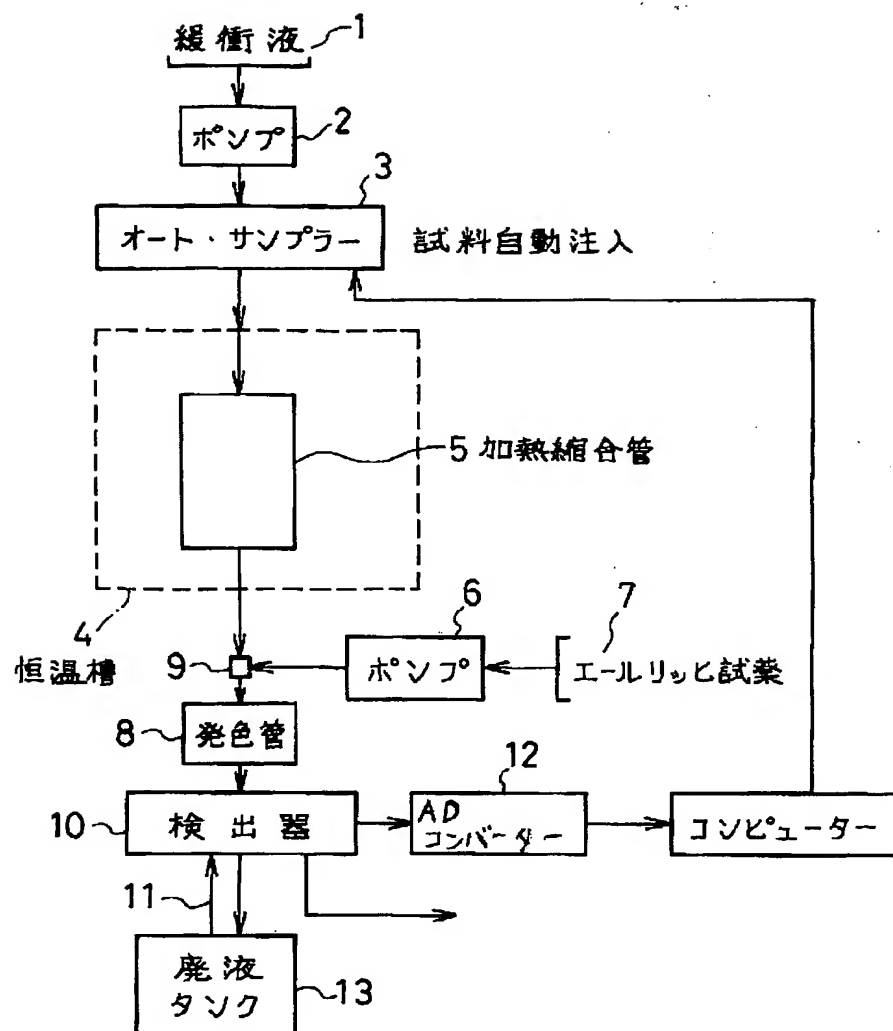 緩衝液 1
ポンプ 2
3
オート・サンプラー 試料自動注入
5 加熱縮合管
4
恒温槽
6
7
9
ポンプ
エールリッヒ試薬
8 発色管
12
10 検出器
AD
コンバーター
コンピューター
11
廃液
タンク
13